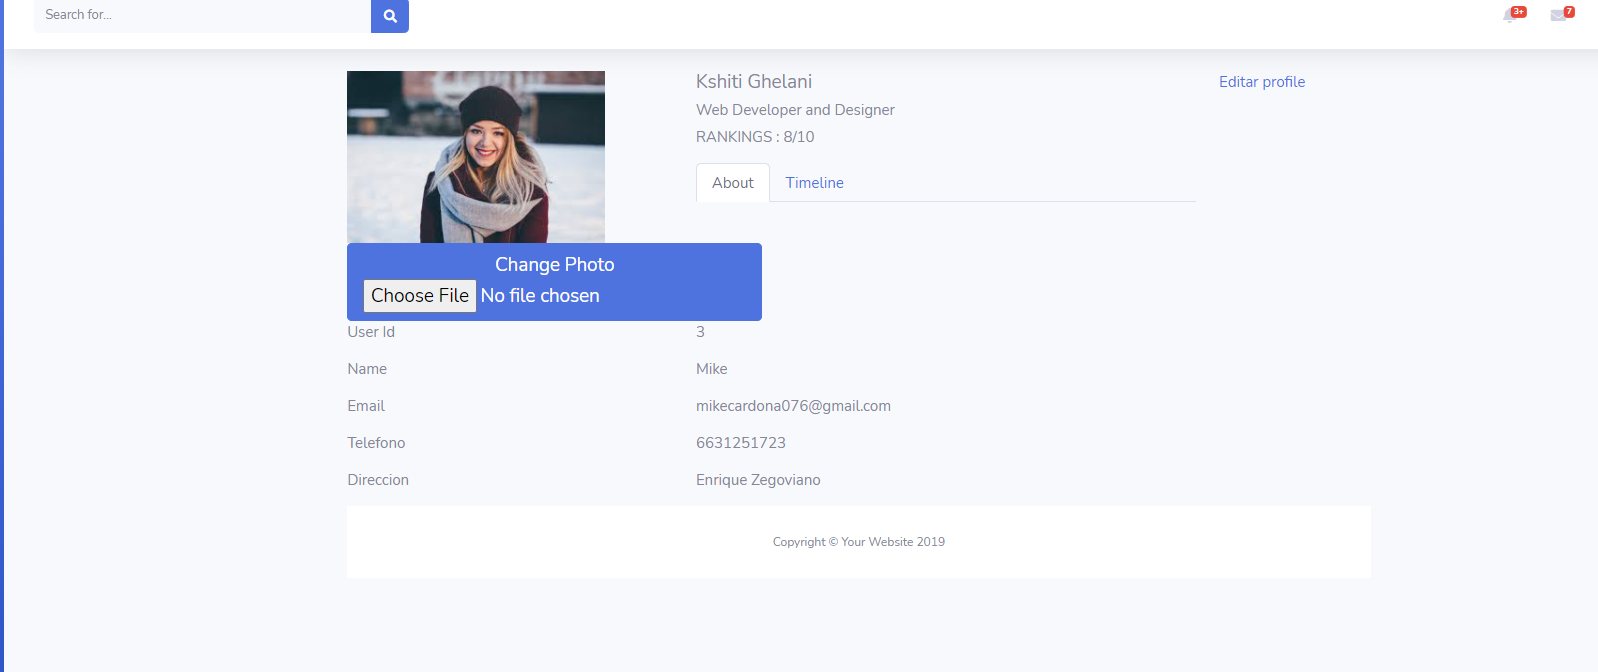 Search for...
3+
7
Kshiti Ghelani
Editar profile
Web Developer and Designer
RANKINGS : 8/10
About
Timeline
Change Photo
Choose File No file chosen
User Id 3
Name Mike
Email mikecardona076@gmail.com
Telefono 6631251723
Direccion Enrique Zegoviano
Copyright © Your Website 2019